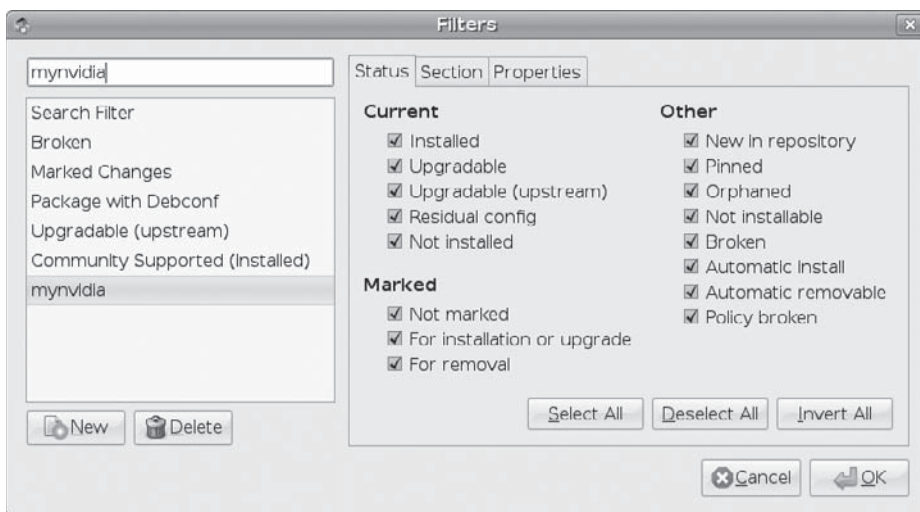 Filters
mynvidia
Search Filter
Broken
Marked Changes
Package with Debconf
Upgradable (upstream)
Community Supported (installed)
mynvidia
New
Delete
Status
Section
Properties
Current
Installed
Upgradable
Upgradable (upstream)
Residual config
Not installed
Marked
Not marked
For installation or upgrade
For removal
Other
New in repository
Pinned
Orphaned
Not installable
Broken
Automatic install
Automatic removable
Policy broken
Select All
Deselect All
Invert All
Cancel
OK